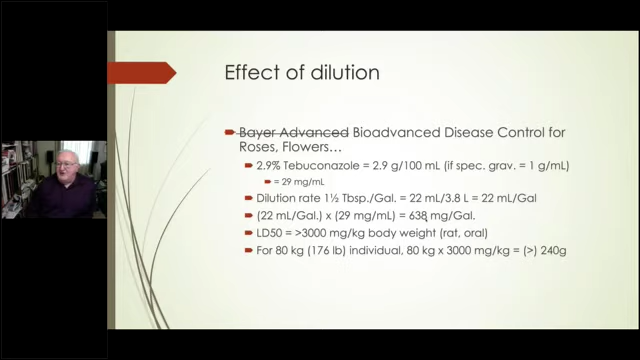 Effect of dilution
Bayer Advanced Bioadvanced Disease Control for
Roses, Flowers…
2.9% Tebuconazole = 2.9 g/100 mL (if spec. grav. = 1 g/mL)
= 29 mg/mL
Dilution rate 1½ Tbsp./Gal. = 22 mL/3.8 L = 22 mL/Gal
(22 mL/Gal.) x (29 mg/mL) = 638 mg/Gal.
LD50 = >3000 mg/kg body weight (rat, oral)
For 80 kg (176 lb) individual, 80 kg x 3000 mg/kg = (>) 240g